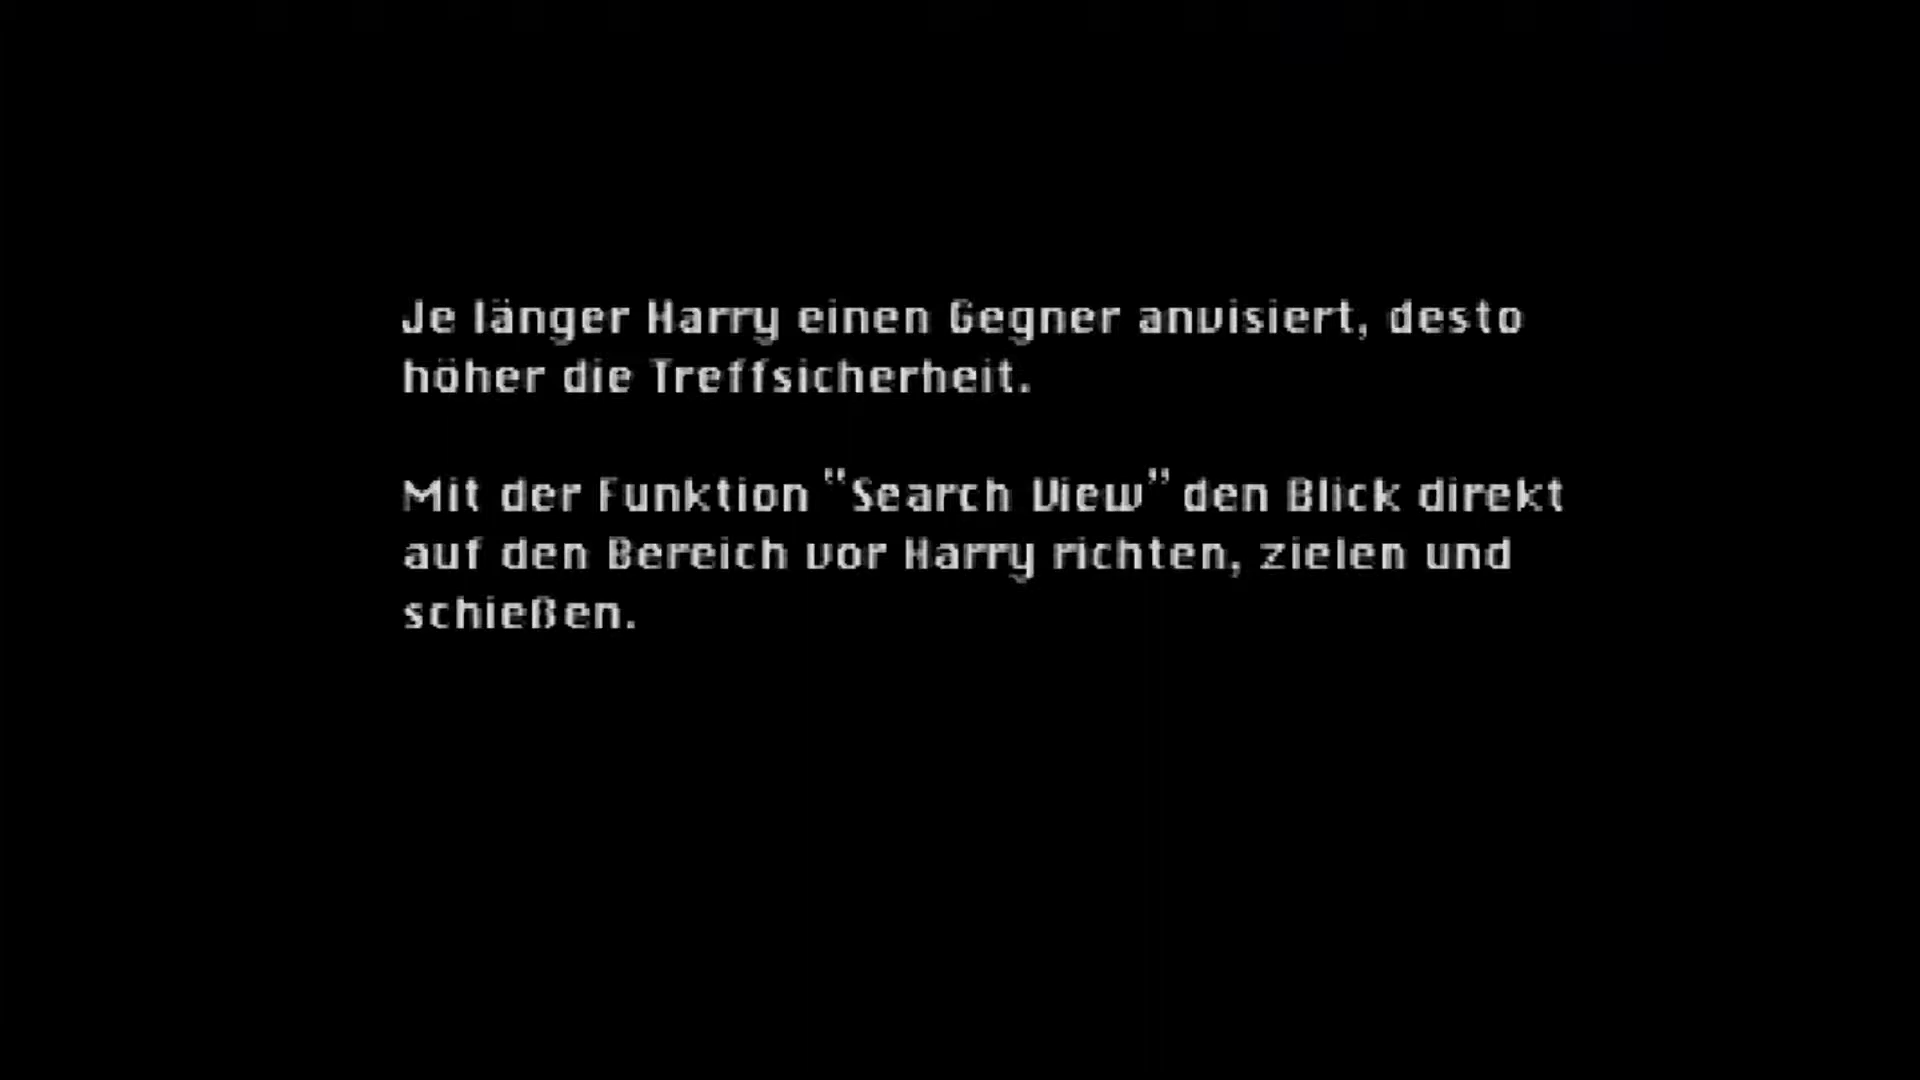 Je länger Harry einen Gegner anvisiert, desto
höher die Treffsicherheit.
Mit der Funktion "Search View" den Blick direkt
auf den Bereich vor Harry richten, zielen und
schießen.